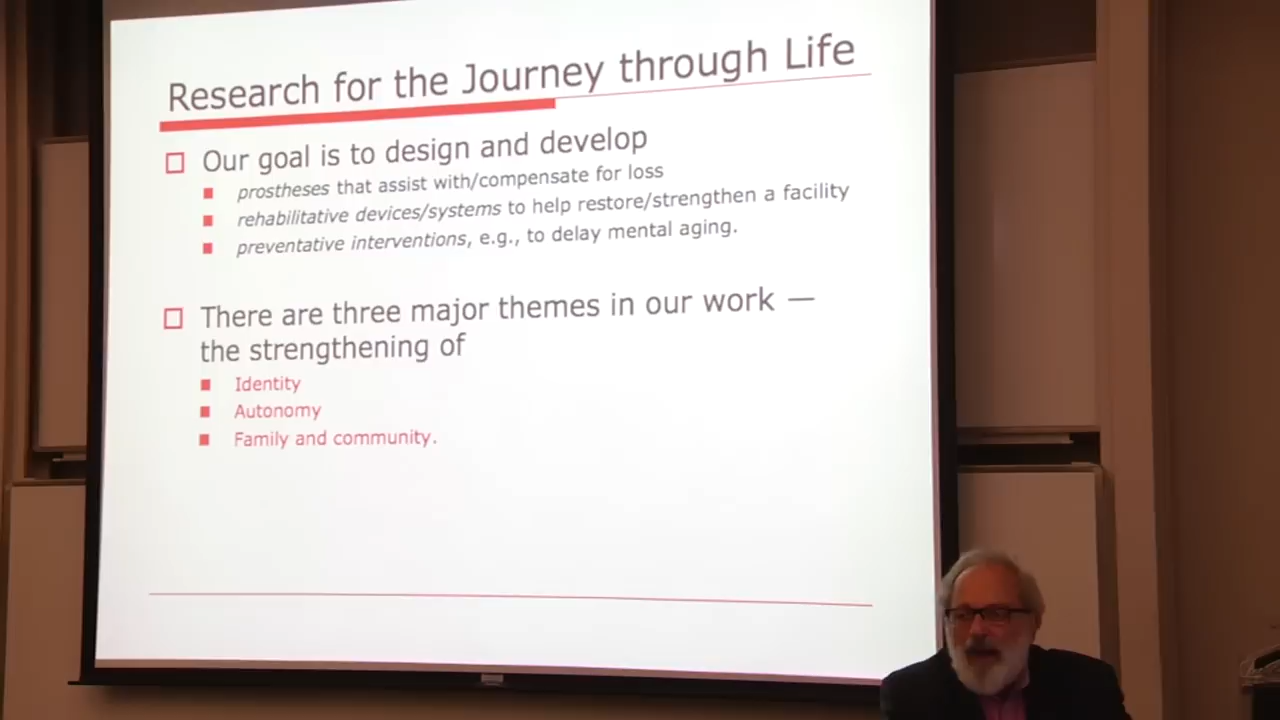 Research for the Journey through Life
Our goal is to design and develop
prostheses that assist with/compensate for loss
rehabilitative devices/systems to help restore/strengthen a facility
preventative interventions, e.g., to delay mental aging.
There are three major themes in our work —
the strengthening of
Identity
Autonomy
Family and community.